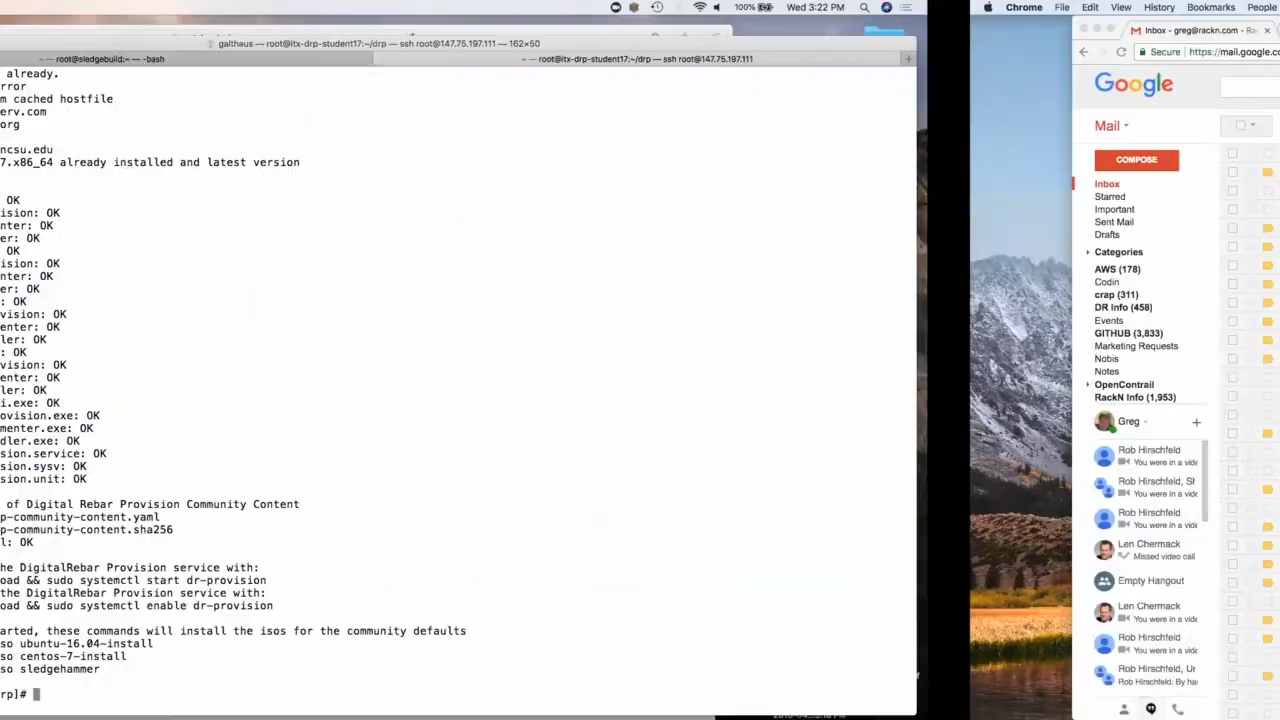 100% Wed 3:22 PM
galthaus — root@itx-drp-student17:~/drp — ssh root@147.75.197.111 — 162×50
— root@sledgebuild:~ — -bash
~ — root@itx-drp-student17:~/drp — ssh root@147.75.197.111
+
already.
rror
m cached hostfile
erv.com
org
ncsu.edu
7.x86_64 already installed and latest version
OK
ision: OK
nter: OK
er: OK
OK
ision: OK
nter: OK
er: OK
: OK
vision: OK
enter: OK
ler: OK
: OK
vision: OK
enter: OK
ler: OK
i.exe: OK
ovision.exe: OK
menter.exe: OK
dler.exe: OK
sion.service: OK
sion.sysv: OK
sion.unit: OK
of Digital Rebar Provision Community Content
p-community-content.yaml
p-community-content.sha256
l: OK
he DigitalRebar Provision service with:
oad && sudo systemctl start dr-provision
the DigitalRebar Provision service with:
oad && sudo systemctl enable dr-provision
arted, these commands will install the isos for the community defaults
so ubuntu-16.04-install
so centos-7-install
so sledgehammer
rp]#
Chrome File Edit View History Bookmarks People
Inbox - greg@rackn.com - Ra
Secure https://mail.google.co
Google
Mail
COMPOSE
Inbox
Starred
Important
Sent Mail
Drafts
Categories
AWS (178)
Codin
crap (311)
DR Info (458)
Events
GITHUB (3,833)
Marketing Requests
Nobis
Notes
OpenContrail
RackN Info (1,953)
Greg
+
Rob Hirschfeld
You were in a vide
Rob Hirschfeld, Sh
You were in a vide
Rob Hirschfeld
You were in a vide
Len Chermack
Missed video call
Empty Hangout
Len Chermack
You were in a vide
Rob Hirschfeld
You were in a vide
Rob Hirschfeld, Ur
Rob Hirschfeld: By ha